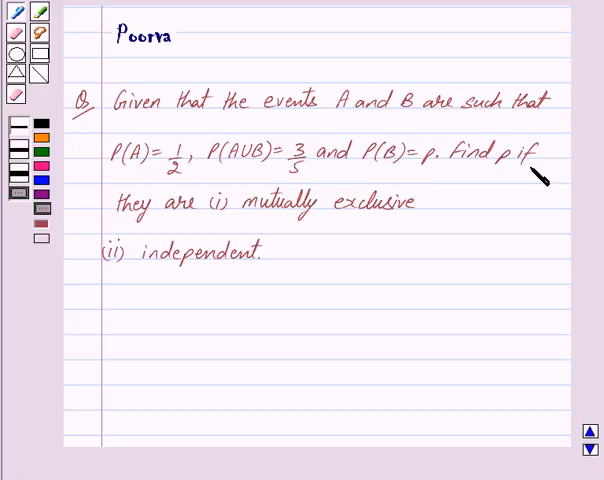 Poorva
Q Given that the events A and B are such that
P(A)= 1/2, P(AUB)= 3/5 and P(B)= p. Find p if
they are (i) mutually exclusive
(ii) independent.